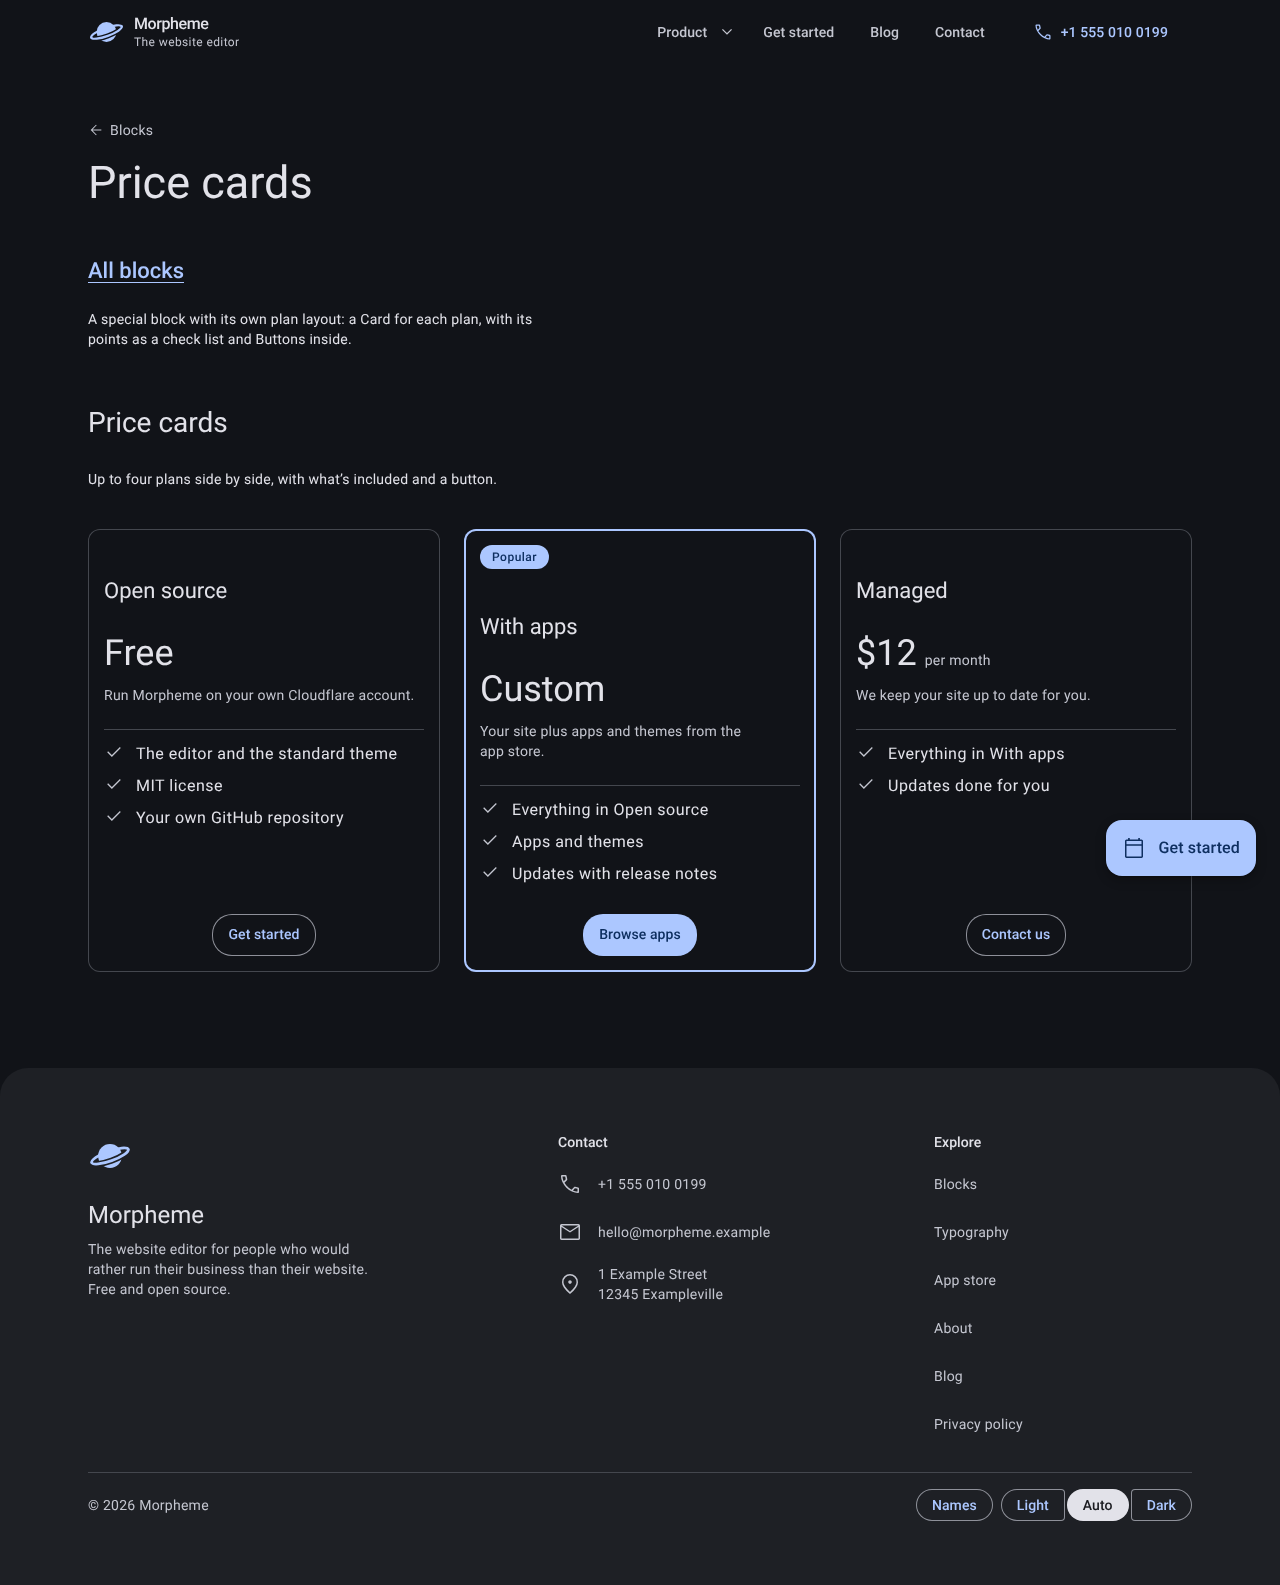 Morpheme
The website editor
Product
Get started
Blog
Contact
+1 555 010 0199
Blocks
Price cards
All blocks
A special block with its own plan layout: a Card for each plan, with its
points as a check list and Buttons inside.
Price cards
Up to four plans side by side, with what’s included and a button.
Open source
Free
Run Morpheme on your own Cloudflare account.
The editor and the standard theme
MIT license
Your own GitHub repository
Get started
Popular
With apps
Custom
Your site plus apps and themes from the
app store.
Everything in Open source
Apps and themes
Updates with release notes
Browse apps
Managed
$12 per month
We keep your site up to date for you.
Everything in With apps
Updates done for you
Contact us
Get started
Morpheme
The website editor for people who would
rather run their business than their website.
Free and open source.
Contact
+1 555 010 0199
hello@morpheme.example
1 Example Street
12345 Exampleville
Explore
Blocks
Typography
App store
About
Blog
Privacy policy
© 2026 Morpheme
Names
Light
Auto
Dark